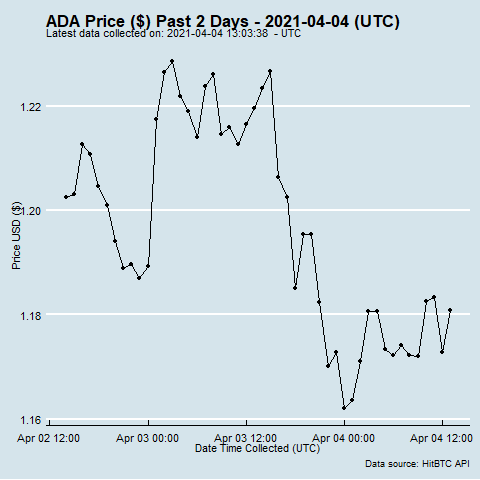 ADA Price ($) Past 2 Days - 2021-04-04 (UTC)
Latest data collected on: 2021-04-04 13:03:38  - UTC
Price USD ($)
1.22
1.20
1.18
1.16
Apr 02 12:00
Apr 03 00:00
Apr 03 12:00
Apr 04 00:00
Apr 04 12:00
Date Time Collected (UTC)
Data source: HitBTC API